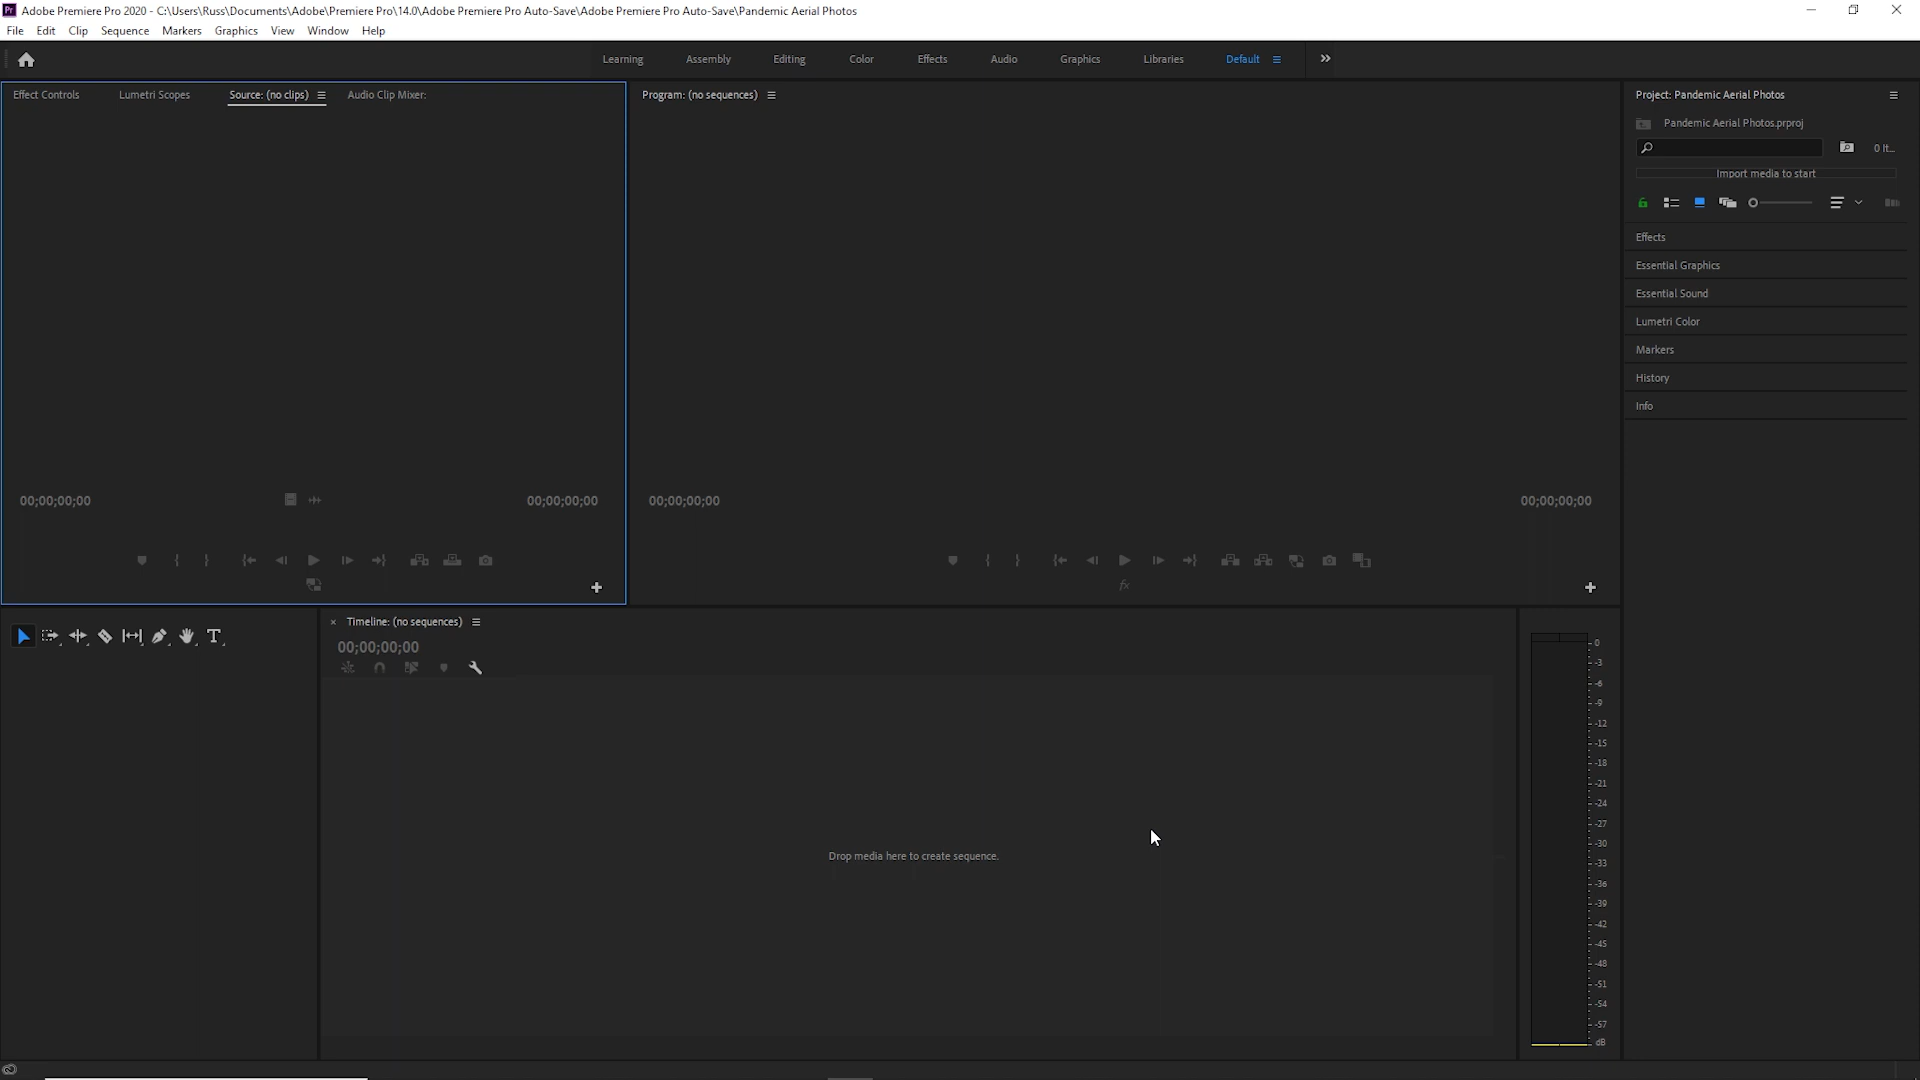 Pr Adobe Premiere Pro 2020 - C:\Users\Russ\Documents\Adobe\Premiere Pro\14.0\Adobe Premiere Pro Auto-Save\Adobe Premiere Pro Auto-Save\Pandemic Aerial Photos
File Edit Clip Sequence Markers Graphics View Window Help
Learning Assembly Editing Color Effects Audio Graphics Libraries Default
Effect Controls Lumetri Scopes Source: (no clips) Audio Clip Mixer:
Program: (no sequences)
Project: Pandemic Aerial Photos
Pandemic Aerial Photos.prproj
0 It...
Import media to start
Effects
Essential Graphics
Essential Sound
Lumetri Color
Markers
History
Info
00;00;00;00 00;00;00;00
00;00;00;00 00;00;00;00
fx
Timeline: (no sequences)
00;00;00;00
Drop media here to create sequence.
0
-3
-6
-9
-12
-15
-18
-21
-24
-27
-30
-33
-36
-39
-42
-45
-48
-51
-54
-57
dB